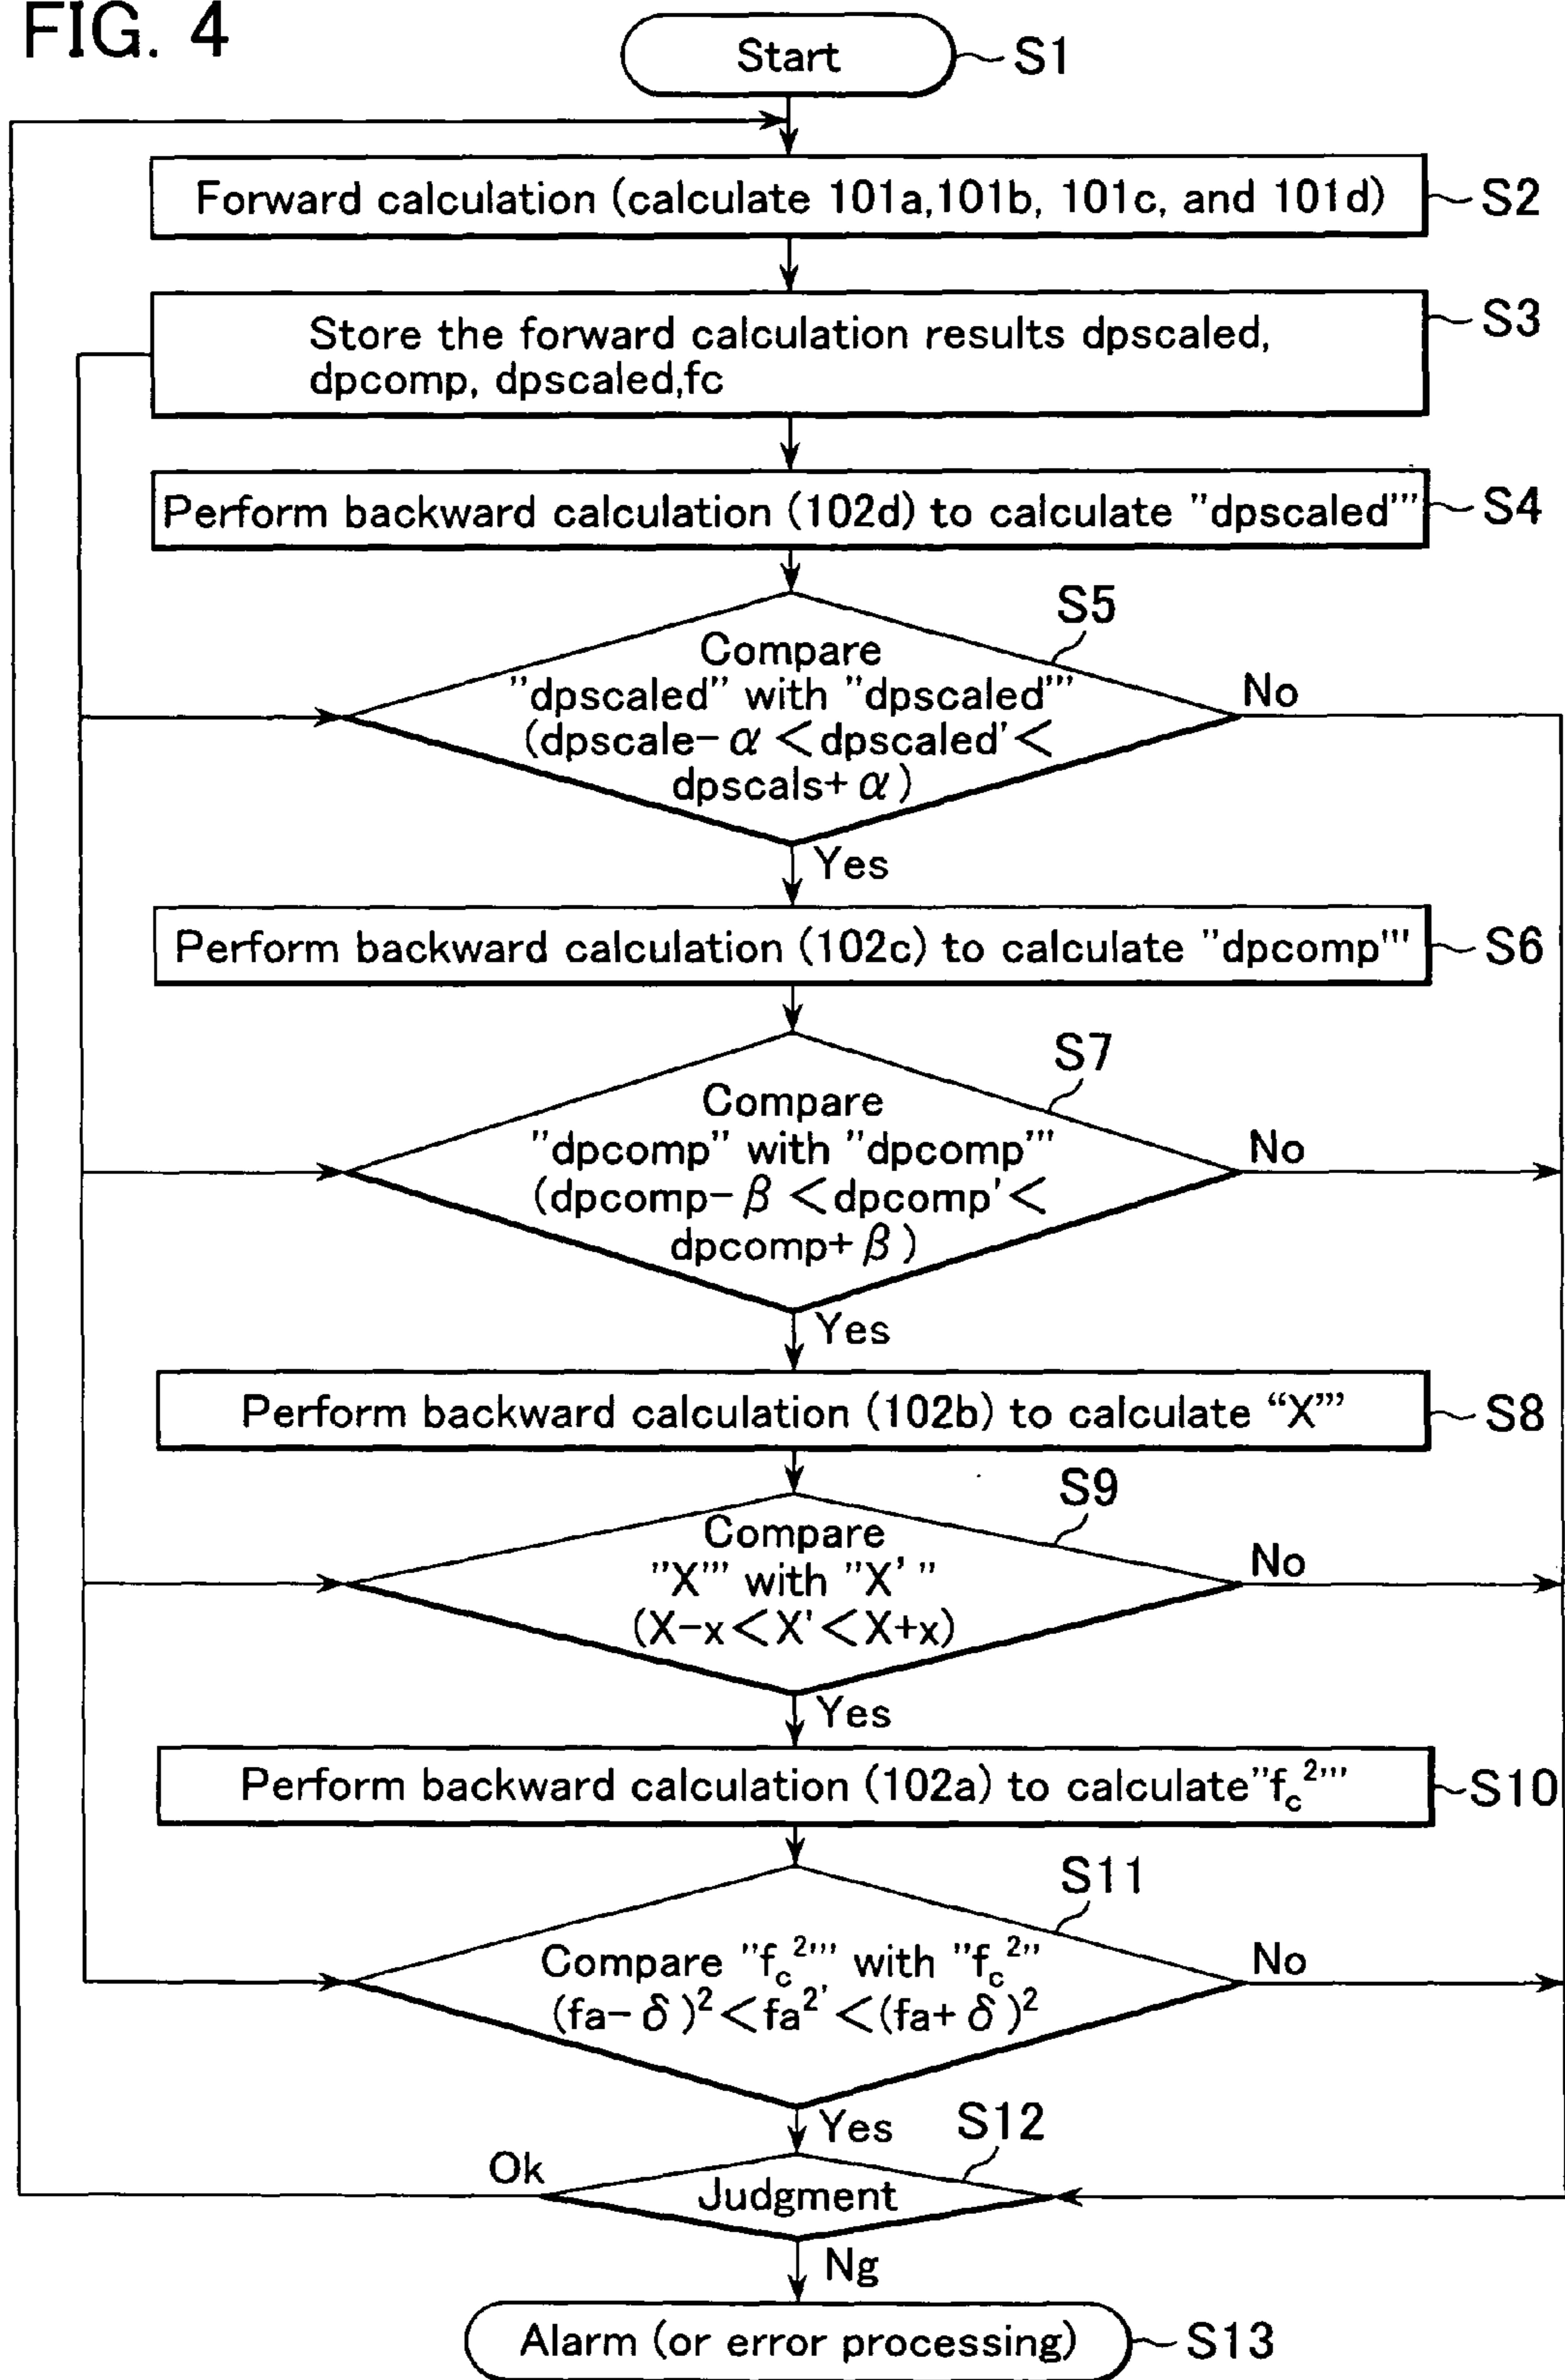 FIG. 4
Start
S1
Forward calculation (calculate 101a,101b, 101c, and 101d)
S2
Store the forward calculation results dpscaled,
dpcomp, dpscaled,fc
S3
Perform backward calculation (102d) to calculate "dpscaled'"
S4
S5
Compare
"dpscaled" with "dpscaled'"
(dpscale-α<dpscaled'<
dpscals+α)
No
Yes
Perform backward calculation (102c) to calculate "dpcomp'"
S6
S7
Compare
"dpcomp" with "dpcomp'"
(dpcomp-β<dpcomp'<
dpcomp+β)
No
Yes
Perform backward calculation (102b) to calculate “X'”
S8
S9
Compare
"X'" with "X' "
(X-x<X'<X+x)
No
Yes
Perform backward calculation (102a) to calculate"fc²'"
S10
S11
Compare "fc²'" with "fc²"
(fa-δ)²<fa²'<(fa+δ)²
No
Yes
S12
Ok
Judgment
Ng
Alarm (or error processing)
S13